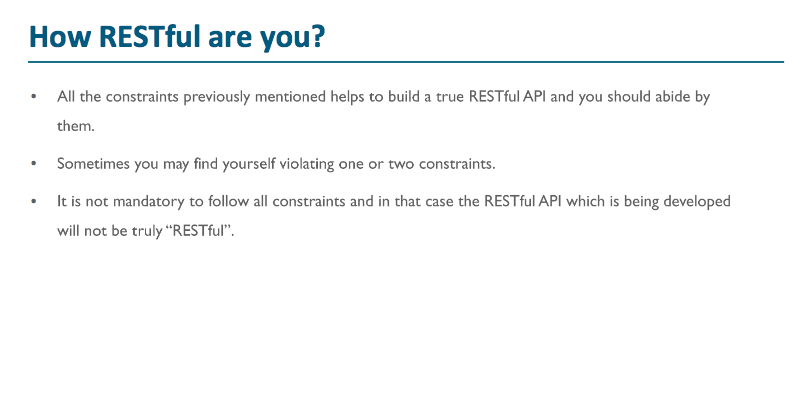 How RESTful are you?
• All the constraints previously mentioned helps to build a true RESTful API and you should abide by
them.
• Sometimes you may find yourself violating one or two constraints.
• It is not mandatory to follow all constraints and in that case the RESTful API which is being developed
will not be truly “RESTful”.